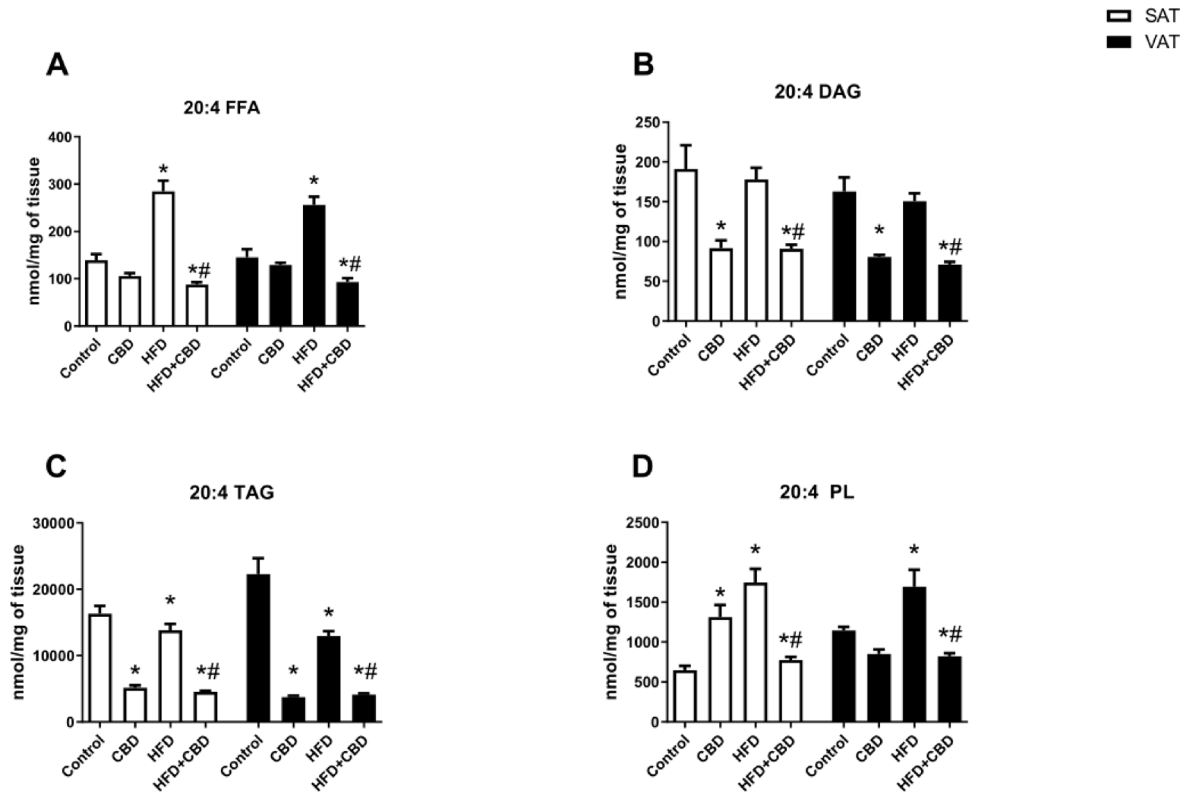 SAT
VAT
A
20:4 FFA
nmol/mg of tissue
400
300
200
100
0
*
*#
*
*#
Control
CBD
HFD
HFD+CBD
Control
CBD
HFD
HFD+CBD
B
20:4 DAG
nmol/mg of tissue
250
200
150
100
50
0
*
*#
*
*#
Control
CBD
HFD
HFD+CBD
Control
CBD
HFD
HFD+CBD
C
20:4 TAG
nmol/mg of tissue
30000
20000
10000
0
*
*
*#
*
*
*#
Control
CBD
HFD
HFD+CBD
Control
CBD
HFD
HFD+CBD
D
20:4 PL
nmol/mg of tissue
2500
2000
1500
1000
500
0
*
*
*#
*
*#
Control
CBD
HFD
HFD+CBD
Control
CBD
HFD
HFD+CBD